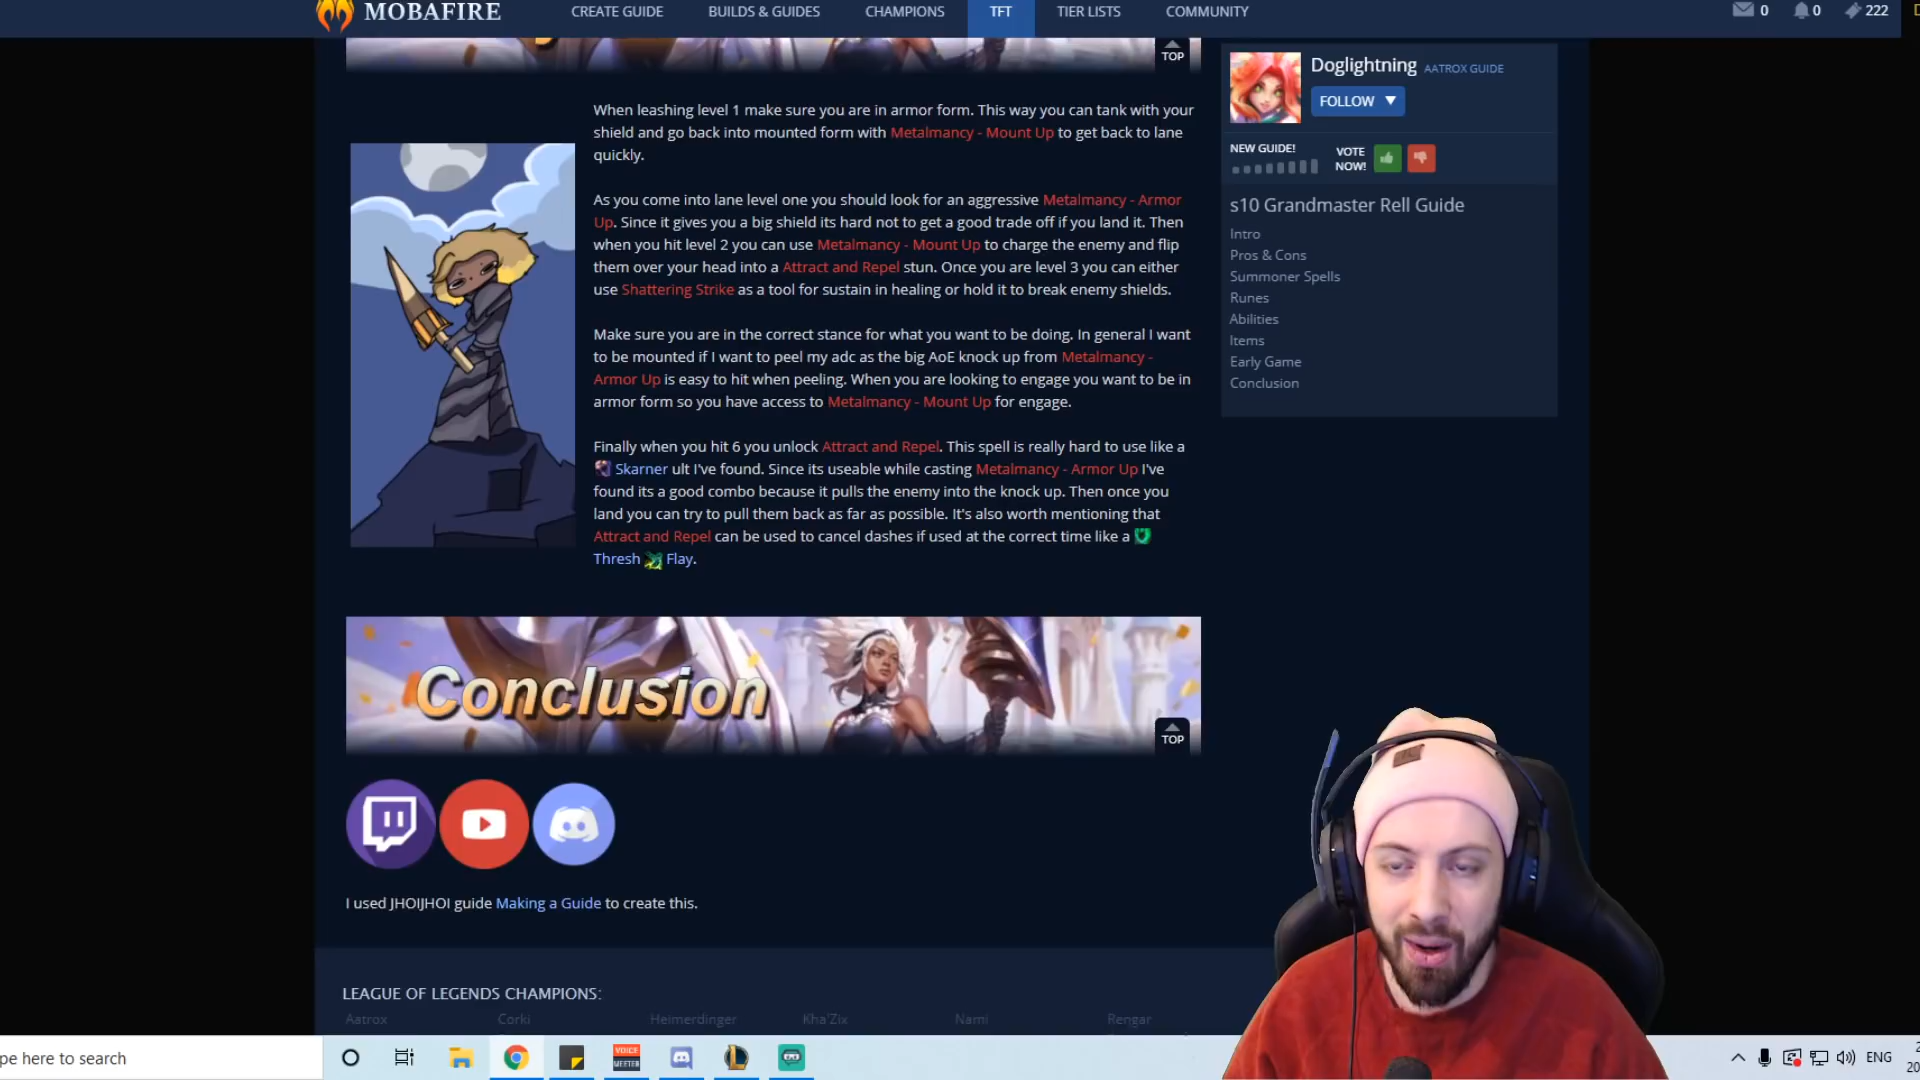 MOBAFIRE
CREATE GUIDE
BUILDS & GUIDES
CHAMPIONS
TFT
TIER LISTS
COMMUNITY
0
0
222
TOP
When leashing level 1 make sure you are in armor form. This way you can tank with your
shield and go back into mounted form with Metalmancy - Mount Up to get back to lane
quickly.
As you come into lane level one you should look for an aggressive Metalmancy - Armor
Up. Since it gives you a big shield its hard not to get a good trade off if you land it. Then
when you hit level 2 you can use Metalmancy - Mount Up to charge the enemy and flip
them over your head into a Attract and Repel stun. Once you are level 3 you can either
use Shattering Strike as a tool for sustain in healing or hold it to break enemy shields.
Make sure you are in the correct stance for what you want to be doing. In general I want
to be mounted if I want to peel my adc as the big AoE knock up from Metalmancy -
Armor Up is easy to hit when peeling. When you are looking to engage you want to be in
armor form so you have access to Metalmancy - Mount Up for engage.
Finally when you hit 6 you unlock Attract and Repel. This spell is really hard to use like a
Skarner ult I've found. Since its useable while casting Metalmancy - Armor Up I've
found its a good combo because it pulls the enemy into the knock up. Then once you
land you can try to pull them back as far as possible. It's also worth mentioning that
Attract and Repel can be used to cancel dashes if used at the correct time like a
Thresh Flay.
Doglightning AATROX GUIDE
FOLLOW ▼
NEW GUIDE!
VOTE
NOW!
s10 Grandmaster Rell Guide
Intro
Pros & Cons
Summoner Spells
Runes
Abilities
Items
Early Game
Conclusion
Conclusion
TOP
I used JHOIJHOI guide Making a Guide to create this.
LEAGUE OF LEGENDS CHAMPIONS:
Aatrox
Corki
Heimerdinger
Kha'Zix
Nami
Rengar
pe here to search
VOICE
MEETER
ENG
2
20